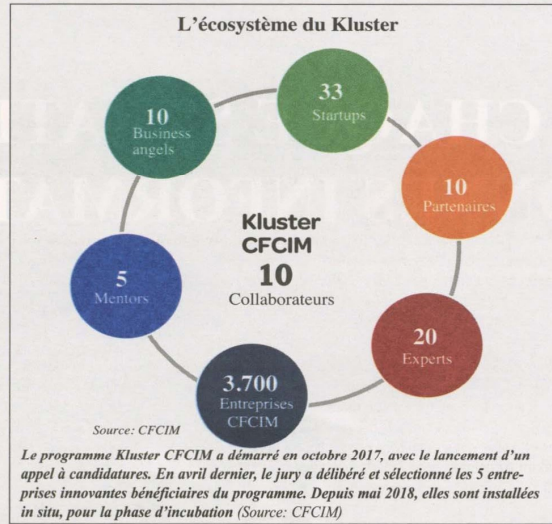 L'écosystème du Kluster
33
Startups
10
Business
angels
10
Partenaires
Kluster
CFCIM
10
Collaborateurs
5
Mentors
20
Experts
3.700
Entreprises
CFCIM
Source: CFCIM
Le programme Kluster CFCIM a démarré en octobre 2017, avec le lancement d'un
appel à candidatures. En avril dernier, le jury a délibéré et sélectionné les 5 entre-
prises innovantes bénéficiaires du programme. Depuis mai 2018, elles sont installées
in situ, pour la phase d'incubation (Source: CFCIM)